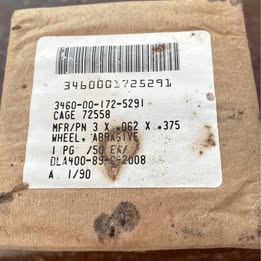 34600G1725291
3460-00-172-5291
CAGE 72558
MFR/PN 3 X .062 X .375
WHEEL, ABRASIVE
1 PG /50 EA/
DLA400-89-C-2008
A 1/90